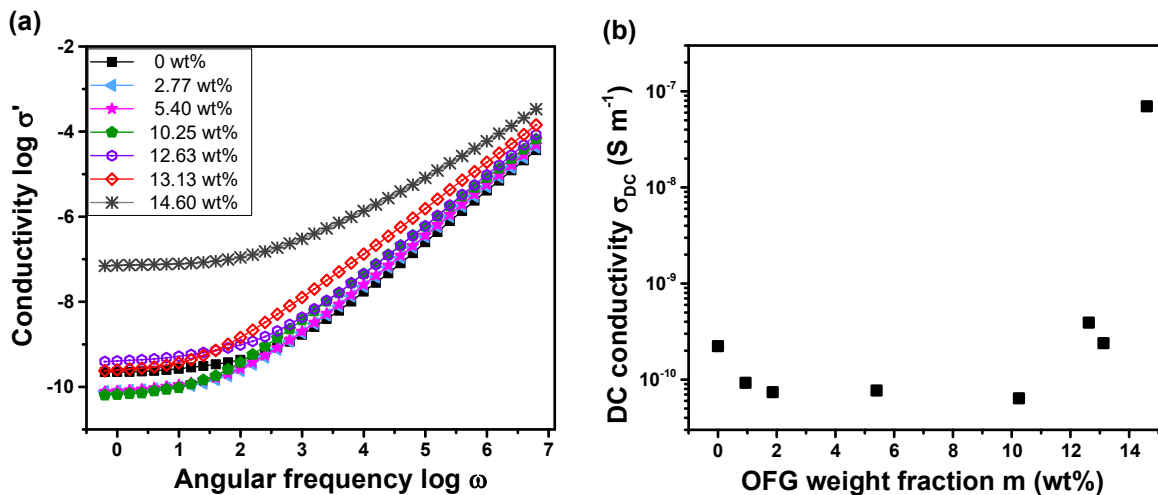 (a)
-2
-4
-6
-8
-10
0 wt%
2.77 wt%
5.40 wt%
10.25 wt%
12.63 wt%
13.13 wt%
14.60 wt%
Conductivity log σ'
0 1 2 3 4 5 6 7
Angular frequency log ω
(b)
10⁻⁷
10⁻⁸
10⁻⁹
10⁻¹⁰
DC conductivity σ_DC (S m⁻¹)
0 2 4 6 8 10 12 14
OFG weight fraction m (wt%)